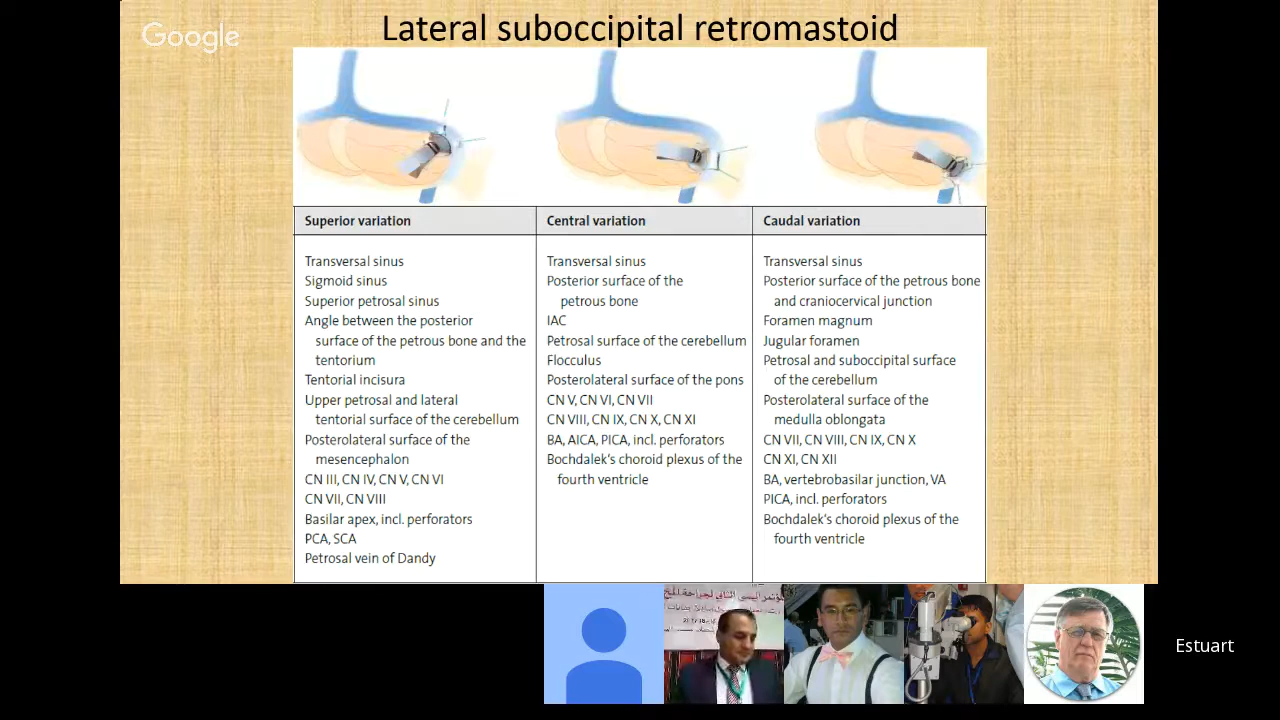 Google
Lateral suboccipital retromastoid
Superior variation
Transversal sinus
Sigmoid sinus
Superior petrosal sinus
Angle between the posterior
surface of the petrous bone and the
tentorium
Tentorial incisura
Upper petrosal and lateral
tentorial surface of the cerebellum
Posterolateral surface of the
mesencephalon
CN III, CN IV, CN V, CN VI
CN VII, CN VIII
Basilar apex, incl. perforators
PCA, SCA
Petrosal vein of Dandy
Central variation
Transversal sinus
Posterior surface of the
petrous bone
IAC
Petrosal surface of the cerebellum
Flocculus
Posterolateral surface of the pons
CN V, CN VI, CN VII
CN VIII, CN IX, CN X, CN XI
BA, AICA, PICA, incl. perforators
Bochdalek's choroid plexus of the
fourth ventricle
Caudal variation
Transversal sinus
Posterior surface of the petrous bone
and craniocervical junction
Foramen magnum
Jugular foramen
Petrosal and suboccipital surface
of the cerebellum
Posterolateral surface of the
medulla oblongata
CN VII, CN VIII, CN IX, CN X
CN XI, CN XII
BA, vertebrobasilar junction, VA
PICA, incl. perforators
Bochdalek's choroid plexus of the
fourth ventricle
Estuart